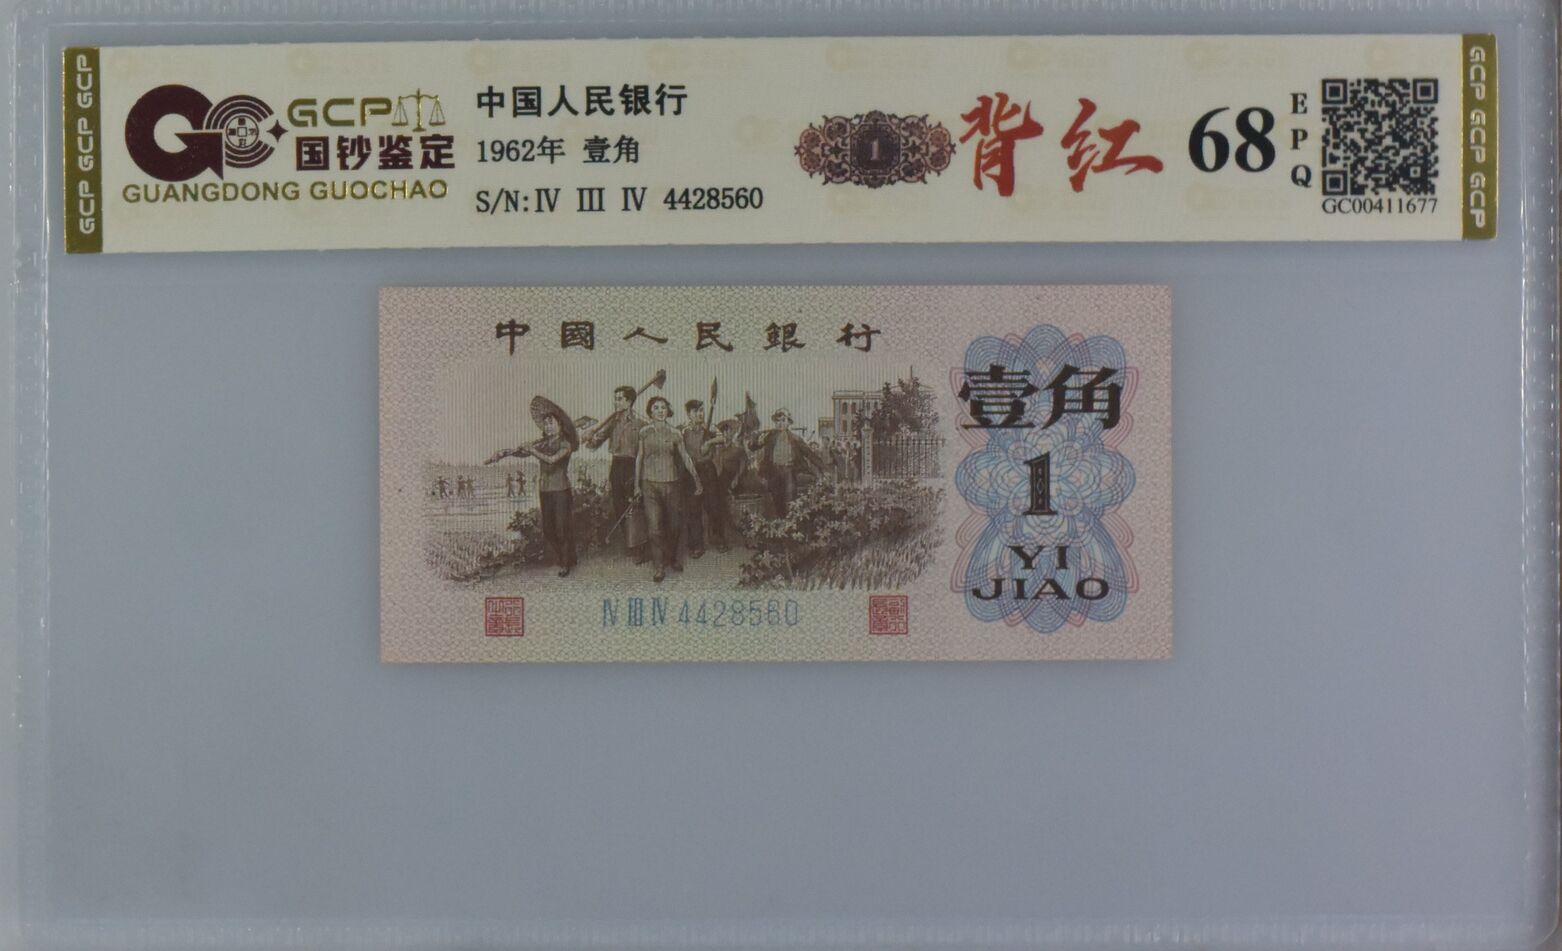 GCP GCP GCP
GCP
国钞鉴定
GUANGDONG GUOCHAO
中国人民银行
1962年 壹角
S/N:Ⅳ Ⅲ Ⅳ 4428560
1
背红
68
EPQ
GC00411677
GCP GCP GCP
中國人民銀行
壹角
1
YI
JIAO
Ⅳ Ⅲ Ⅳ 4428560